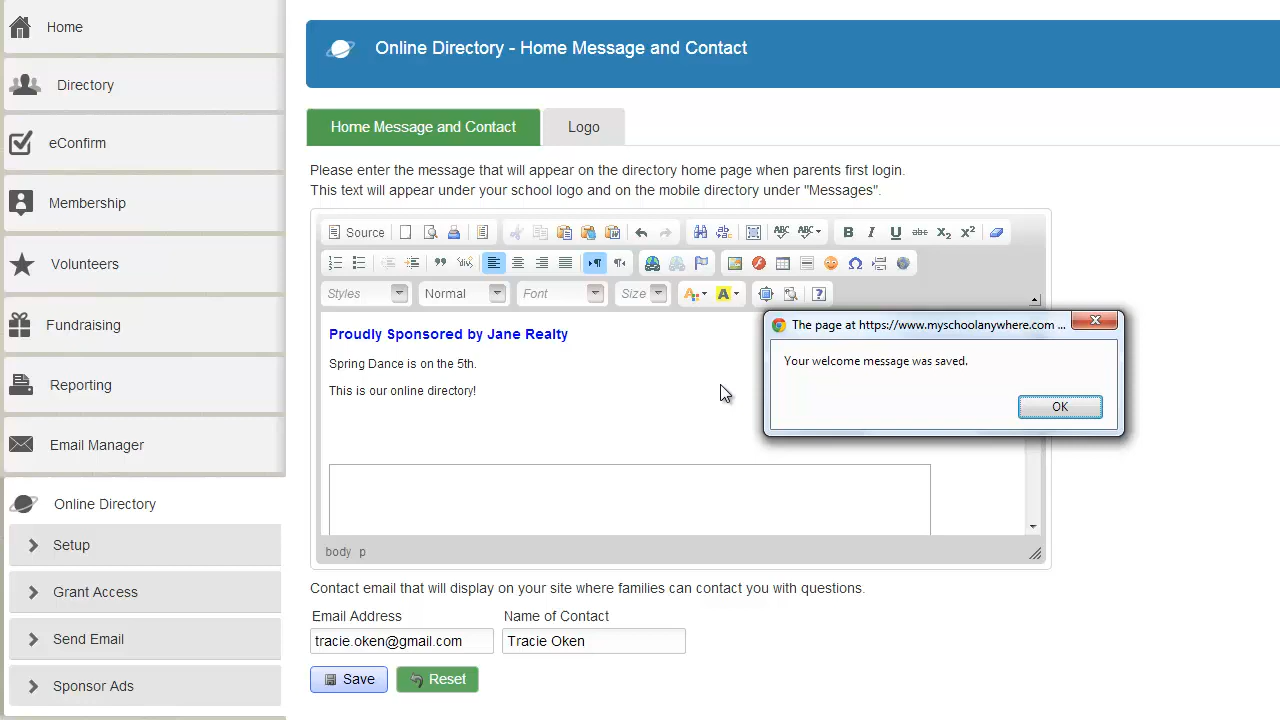 Home
Directory
eConfirm
Membership
Volunteers
Fundraising
Reporting
Email Manager
Online Directory
Setup
Grant Access
Send Email
Sponsor Ads
Online Directory - Home Message and Contact
Home Message and Contact
Logo
Please enter the message that will appear on the directory home page when parents first login.
This text will appear under your school logo and on the mobile directory under "Messages".
Source
ABC ABC B I U abc X₂ X²
Styles Normal Font Size A A ?
Proudly Sponsored by Jane Realty
Spring Dance is on the 5th.
This is our online directory!
body p
The page at https://www.myschoolanywhere.com ...
Your welcome message was saved.
OK
Contact email that will display on your site where families can contact you with questions.
Email Address Name of Contact
tracie.oken@gmail.com Tracie Oken
Save Reset